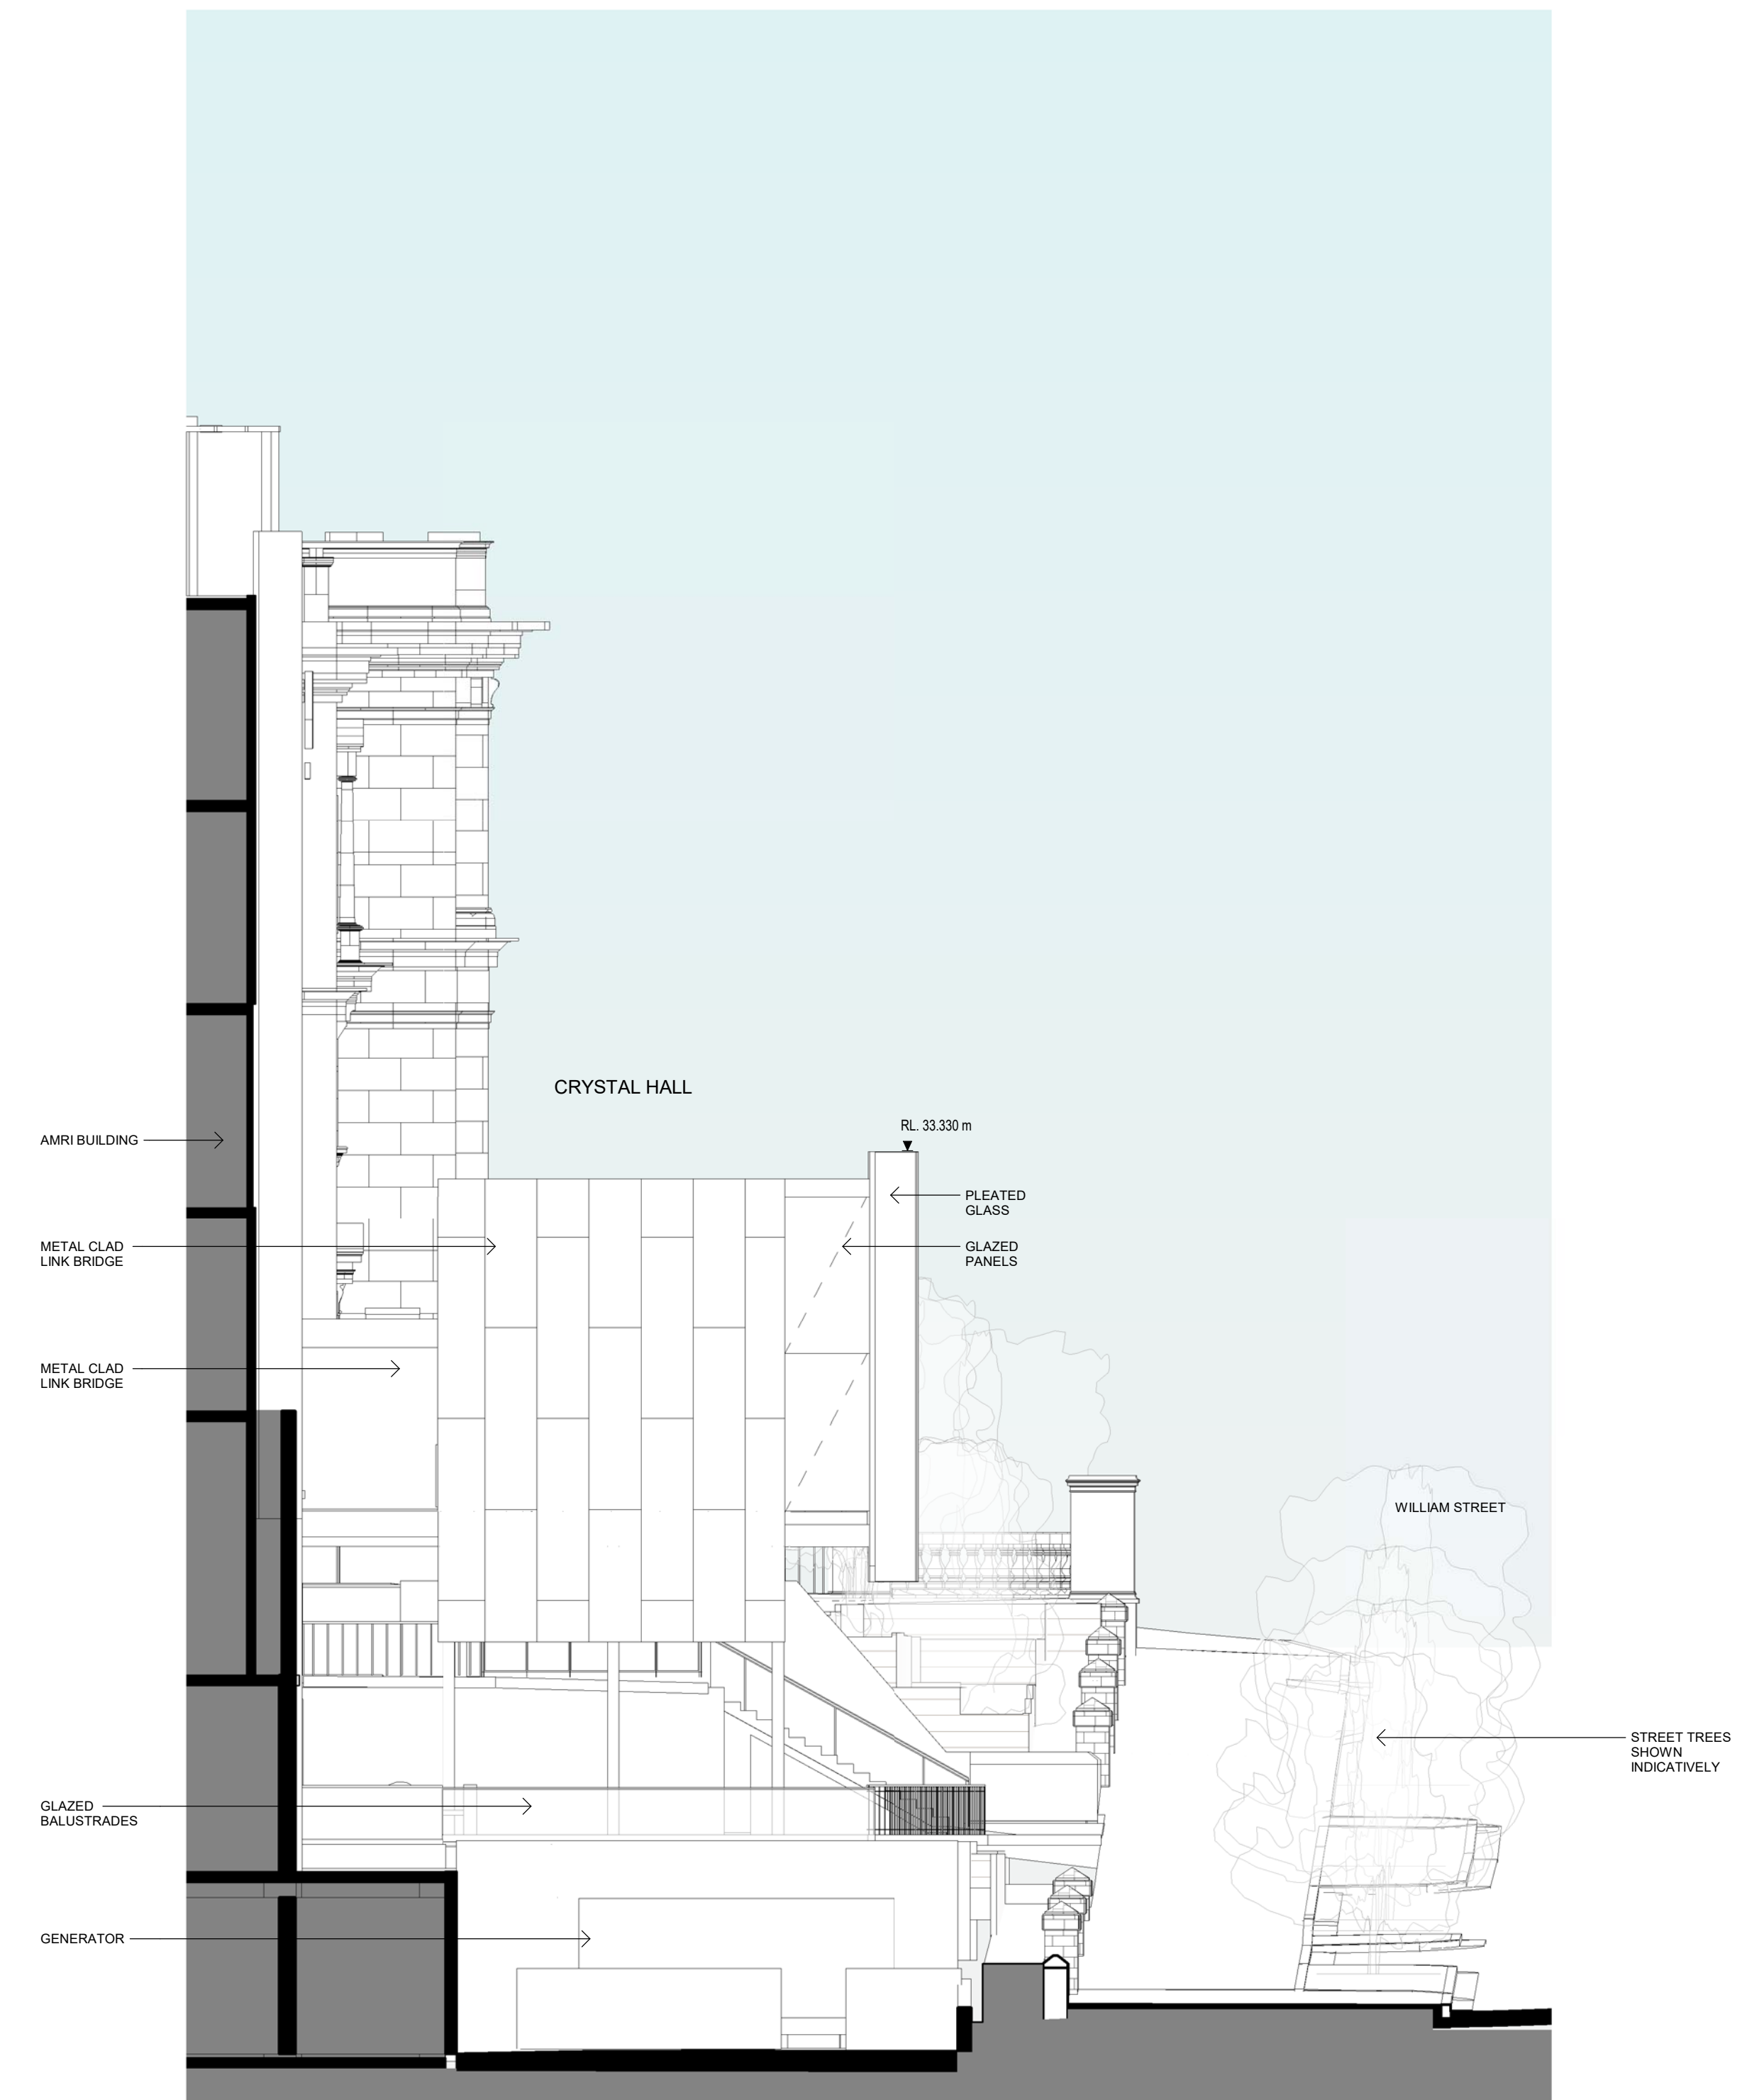 CRYSTAL HALL
RL. 33.330 m
AMRI BUILDING
PLEATED
GLASS
METAL CLAD
LINK BRIDGE
GLAZED
PANELS
METAL CLAD
LINK BRIDGE
WILLIAM STREET
STREET TREES
SHOWN
INDICATIVELY
GLAZED
BALUSTRADES
GENERATOR